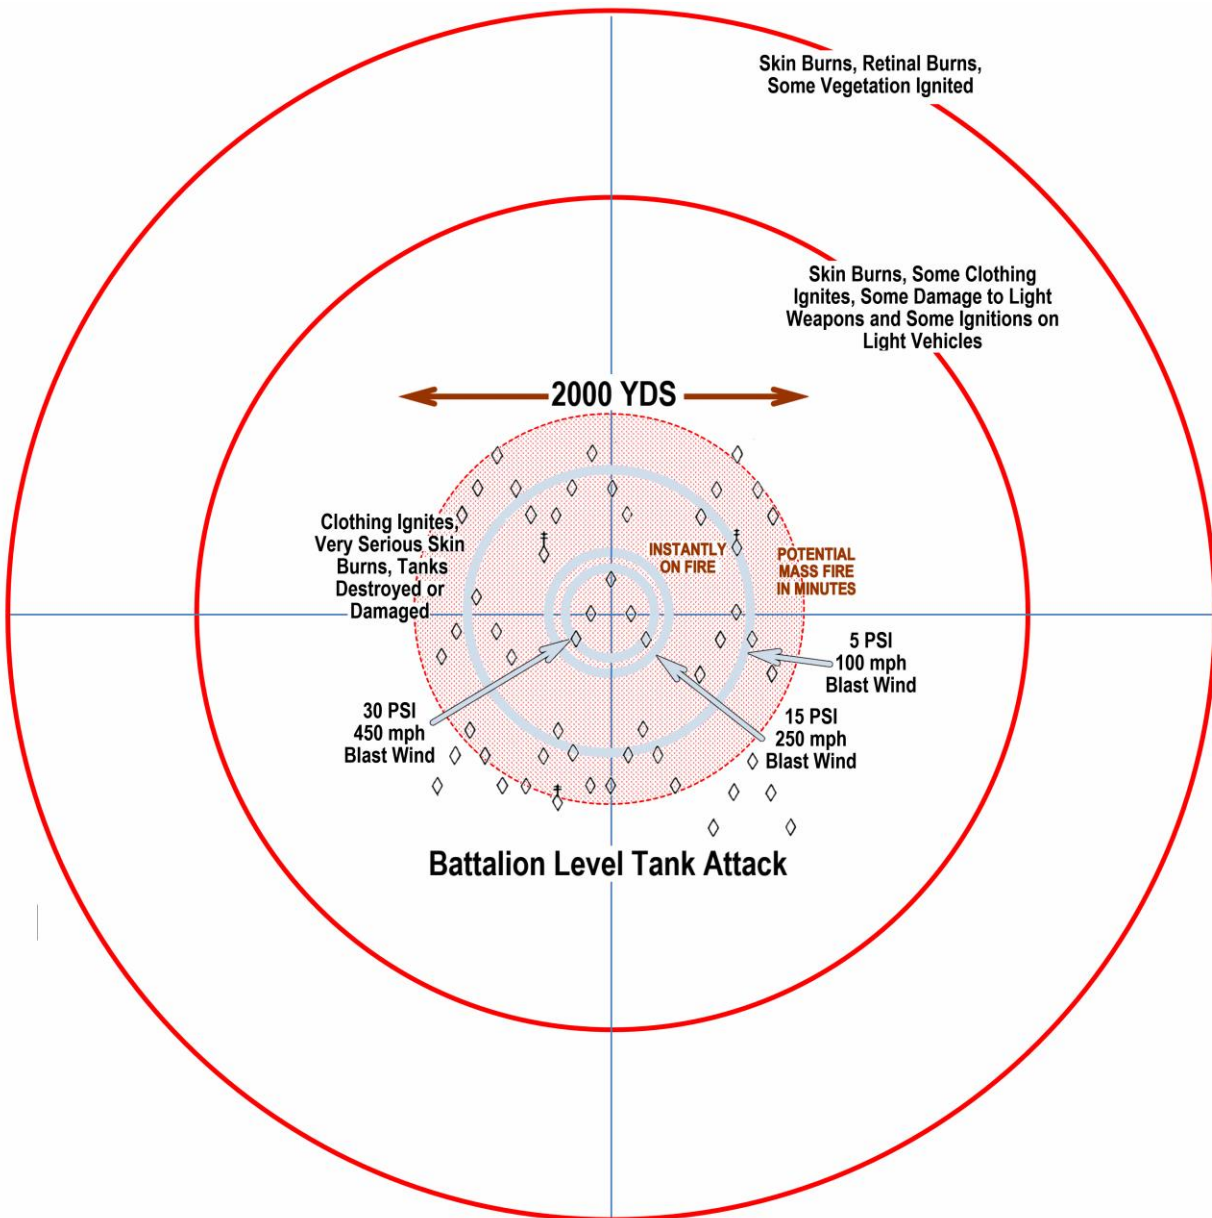 Skin Burns, Retinal Burns,
Some Vegetation Ignited
Skin Burns, Some Clothing
Ignites, Some Damage to Light
Weapons and Some Ignitions on
Light Vehicles
2000 YDS
Clothing Ignites,
Very Serious Skin
Burns, Tanks
Destroyed or
Damaged
INSTANTLY
ON FIRE
POTENTIAL
MASS FIRE
IN MINUTES
5 PSI
100 mph
Blast Wind
30 PSI
450 mph
Blast Wind
15 PSI
250 mph
Blast Wind
Battalion Level Tank Attack